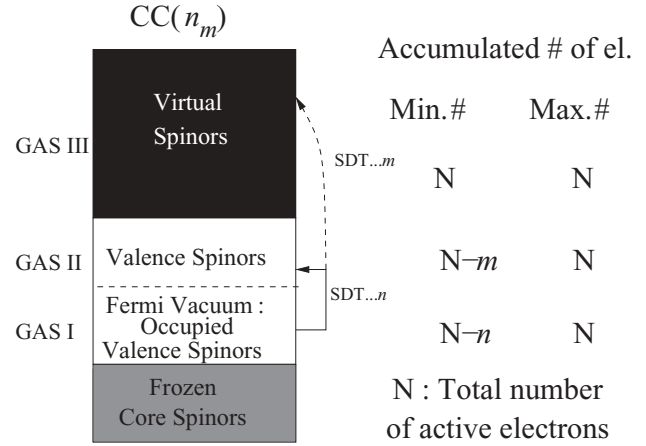 CC(n_m)
Accumulated # of el.
Min.# Max.#
Virtual
Spinors
GAS III
SDT...m
N N
GAS II
Valence Spinors
N–m N
SDT...n
Fermi Vacuum :
Occupied
Valence Spinors
GAS I
N–n N
Frozen
Core Spinors
N : Total number
of active electrons